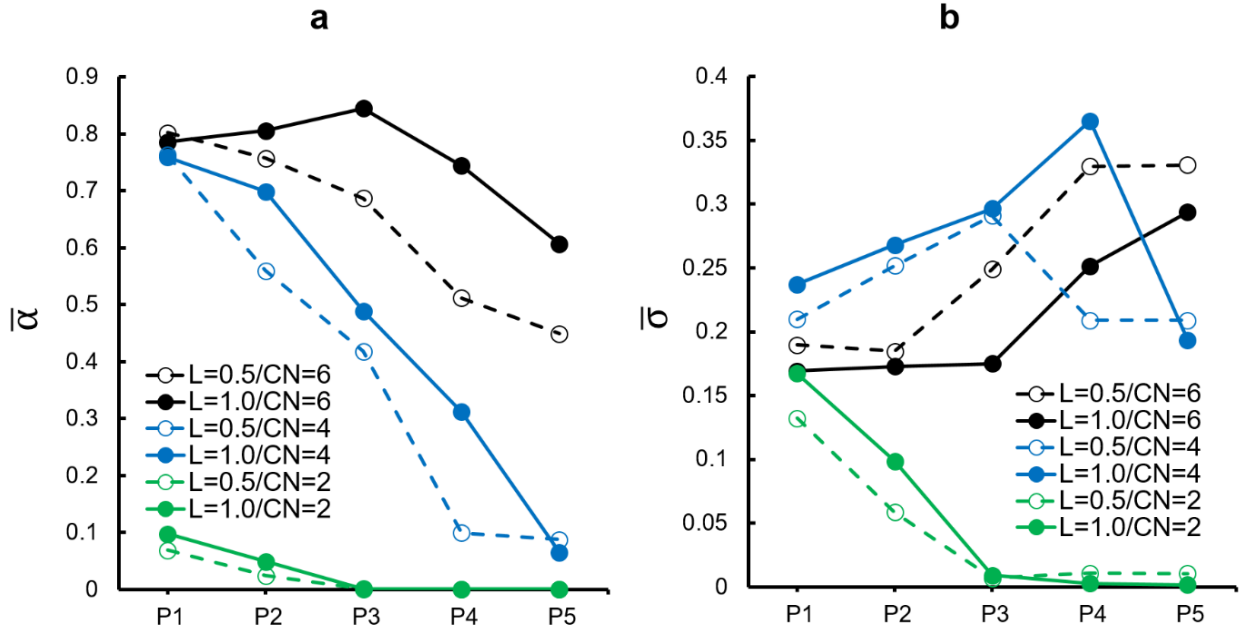 a
0.9
0.8
0.7
0.6
0.5
0.4
0.3
0.2
0.1
0
α̅
L=0.5/CN=6
L=1.0/CN=6
L=0.5/CN=4
L=1.0/CN=4
L=0.5/CN=2
L=1.0/CN=2
P1 P2 P3 P4 P5
b
0.4
0.35
0.3
0.25
0.2
0.15
0.1
0.05
0
σ̅
L=0.5/CN=6
L=1.0/CN=6
L=0.5/CN=4
L=1.0/CN=4
L=0.5/CN=2
L=1.0/CN=2
P1 P2 P3 P4 P5